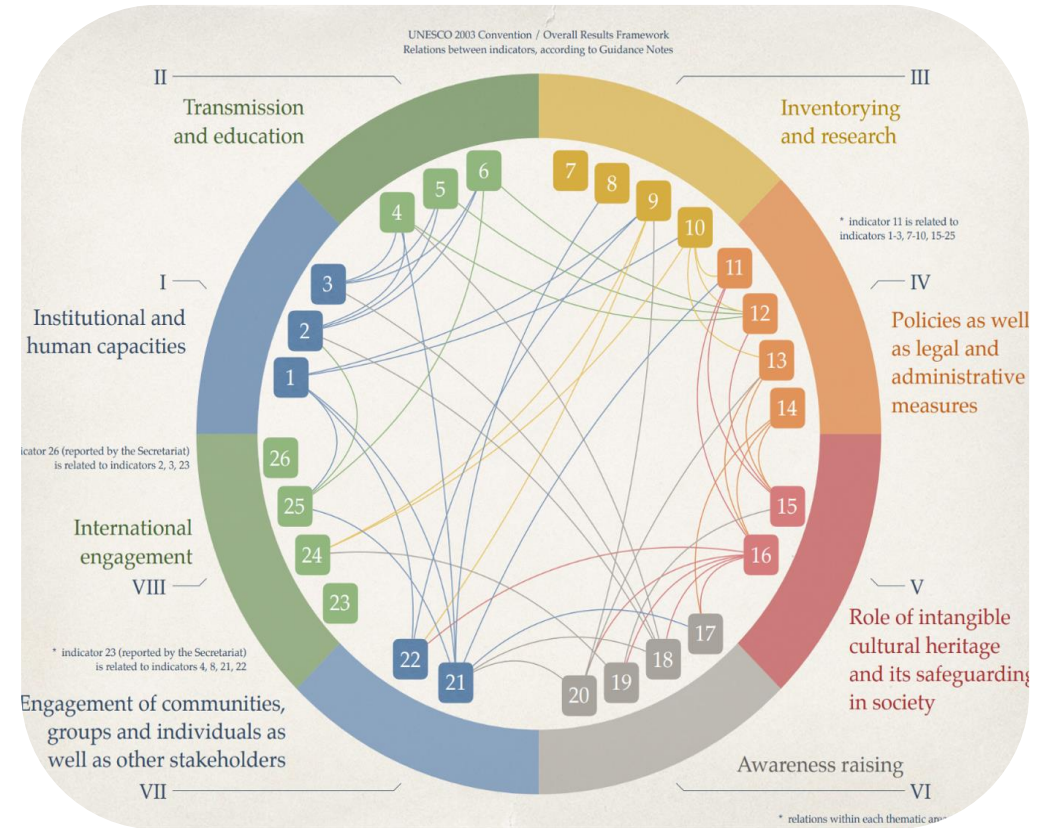 UNESCO 2003 Convention / Overall Results Framework
Relations between indicators, according to Guidance Notes
II
III
Transmission
and education
Inventorying
and research
6
7
5
8
4
9
10
* indicator 11 is related to
indicators 1-3, 7-10, 15-25
11
3
I
IV
12
Institutional and
human capacities
2
Policies as well
as legal and
administrative
measures
13
1
14
icator 26 (reported by the Secretariat)
is related to indicators 2, 3, 23
26
25
15
International
engagement
24
16
VIII
V
23
Role of intangible
cultural heritage
and its safeguarding
in society
17
* indicator 23 (reported by the Secretariat)
is related to indicators 4, 8, 21, 22
22
18
21
19
20
Engagement of communities,
groups and individuals as
well as other stakeholders
Awareness raising
VII
VI
* relations within each thematic